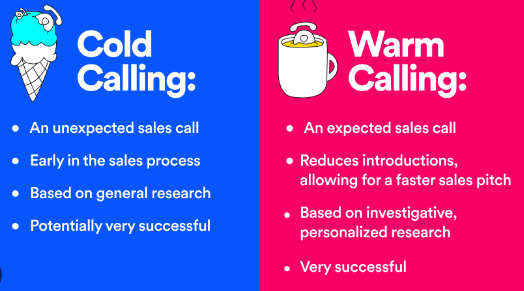 Cold
Calling:
• An unexpected sales call
• Early in the sales process
• Based on general research
• Potentially very successful
Warm
Calling:
• An expected sales call
• Reduces introductions,
allowing for a faster sales pitch
• Based on investigative,
personalized research
• Very successful